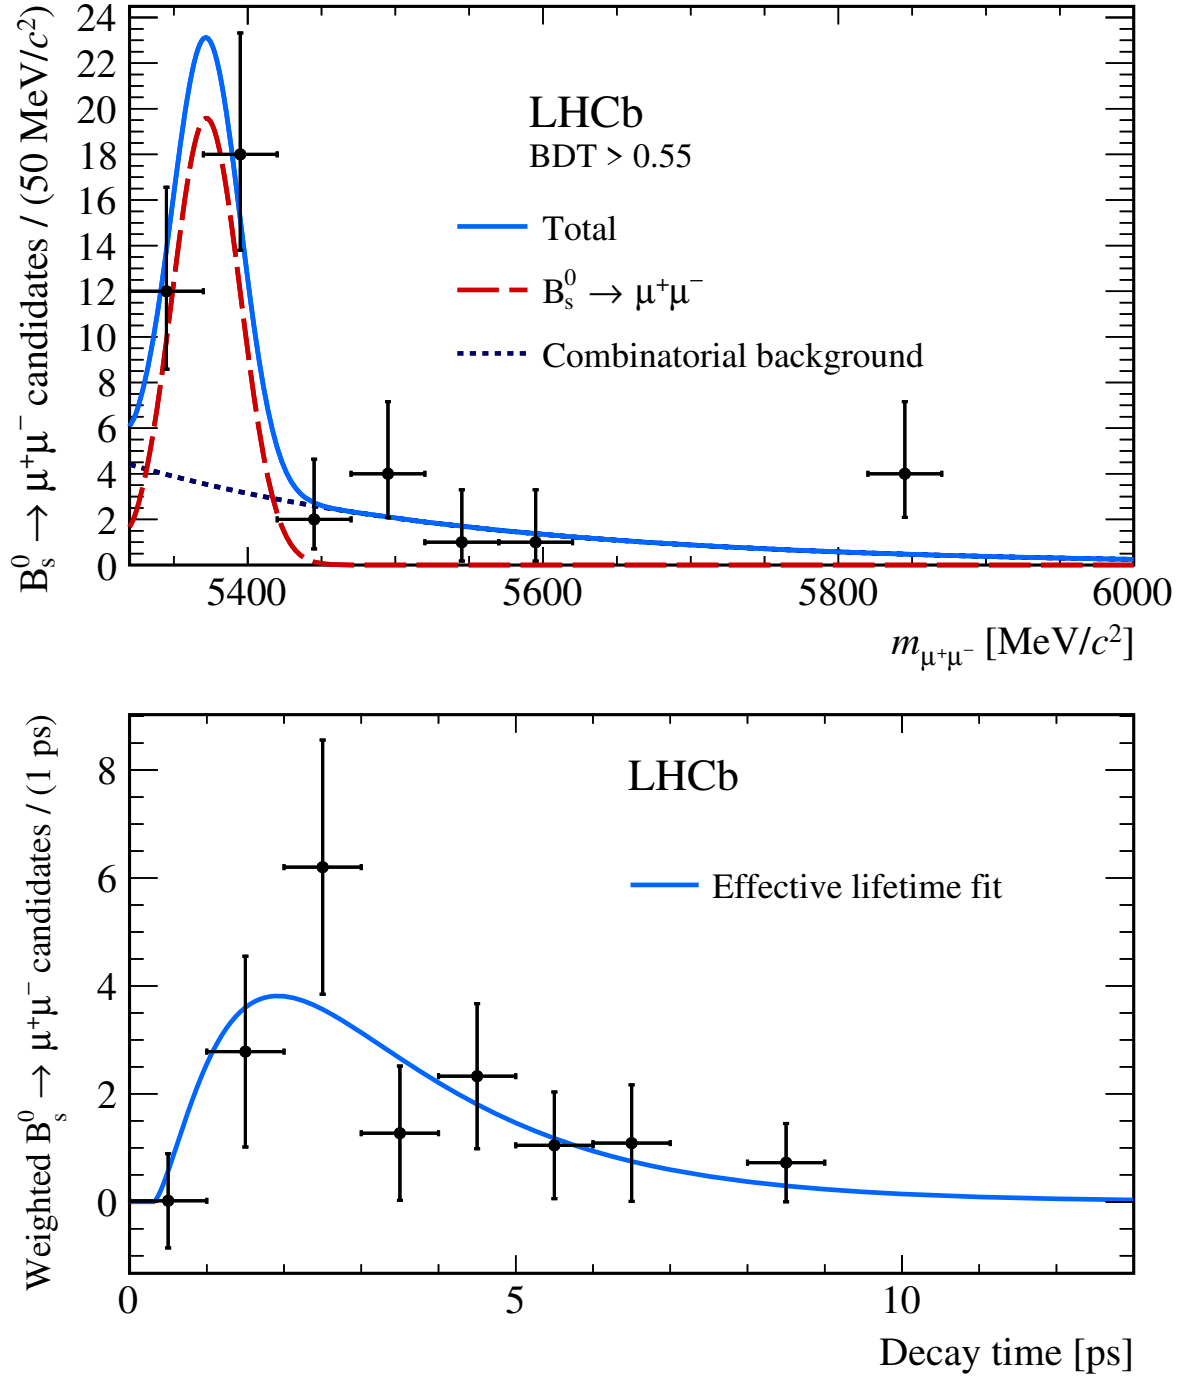 B⁰ₛ → μ⁺μ⁻ candidates / (50 MeV/c²)
24
22
20
18
16
14
12
10
8
6
4
2
0
LHCb
BDT > 0.55
Total
B⁰ₛ → μ⁺μ⁻
Combinatorial background
5400 5600 5800 6000
m_μ⁺μ⁻ [MeV/c²]
Weighted B⁰ₛ → μ⁺μ⁻ candidates / (1 ps)
8
6
4
2
0
LHCb
Effective lifetime fit
0 5 10
Decay time [ps]